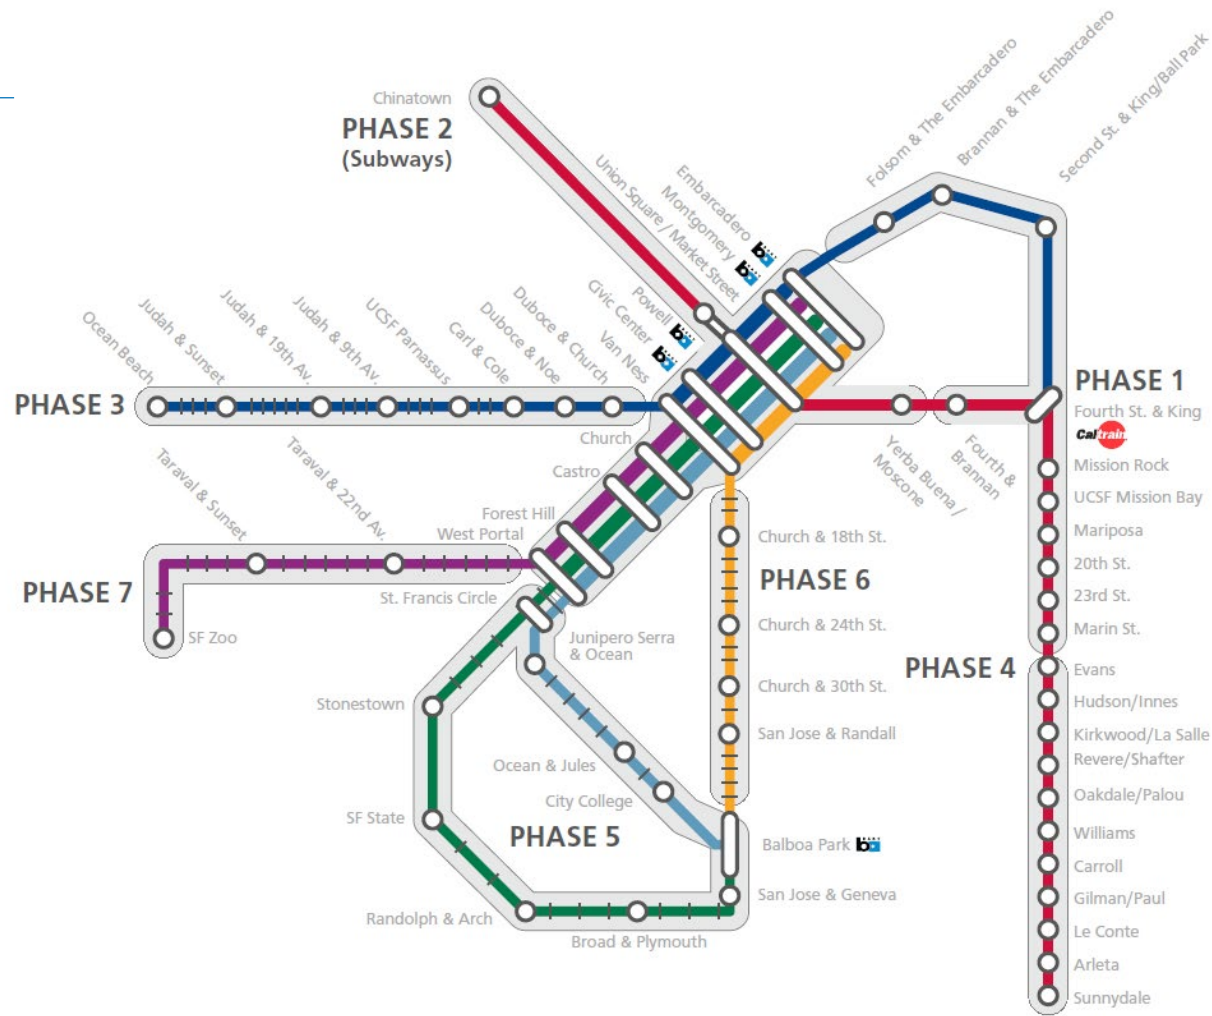 Chinatown
PHASE 2
(Subways)
Union Square / Market Street
Montgomery
Embarcadero
Folsom & The Embarcadero
Brannan & The Embarcadero
Second St. & King/Ball Park
Powell
Civic Center
Van Ness
Duboce & Church
Duboce & Noe
Carl & Cole
UCSF Parnassus
Judah & 9th Av.
Judah & 19th Av.
Judah & Sunset
Ocean Beach
PHASE 3
PHASE 1
Fourth St. & King
Caltrain
Church
Castro
Forest Hill
West Portal
Yerba Buena /
Moscone
Fourth &
Brannan
Mission Rock
UCSF Mission Bay
Mariposa
20th St.
23rd St.
Marin St.
Taraval & Sunset
Taraval & 22nd Av.
PHASE 7
SF Zoo
St. Francis Circle
Church & 18th St.
PHASE 6
Church & 24th St.
Church & 30th St.
San Jose & Randall
Junipero Serra
& Ocean
PHASE 4
Evans
Hudson/Innes
Kirkwood/La Salle
Revere/Shafter
Oakdale/Palou
Williams
Carroll
Gilman/Paul
Le Conte
Arleta
Sunnydale
Stonestown
Ocean & Jules
City College
SF State
PHASE 5
Balboa Park
ba
San Jose & Geneva
Randolph & Arch
Broad & Plymouth